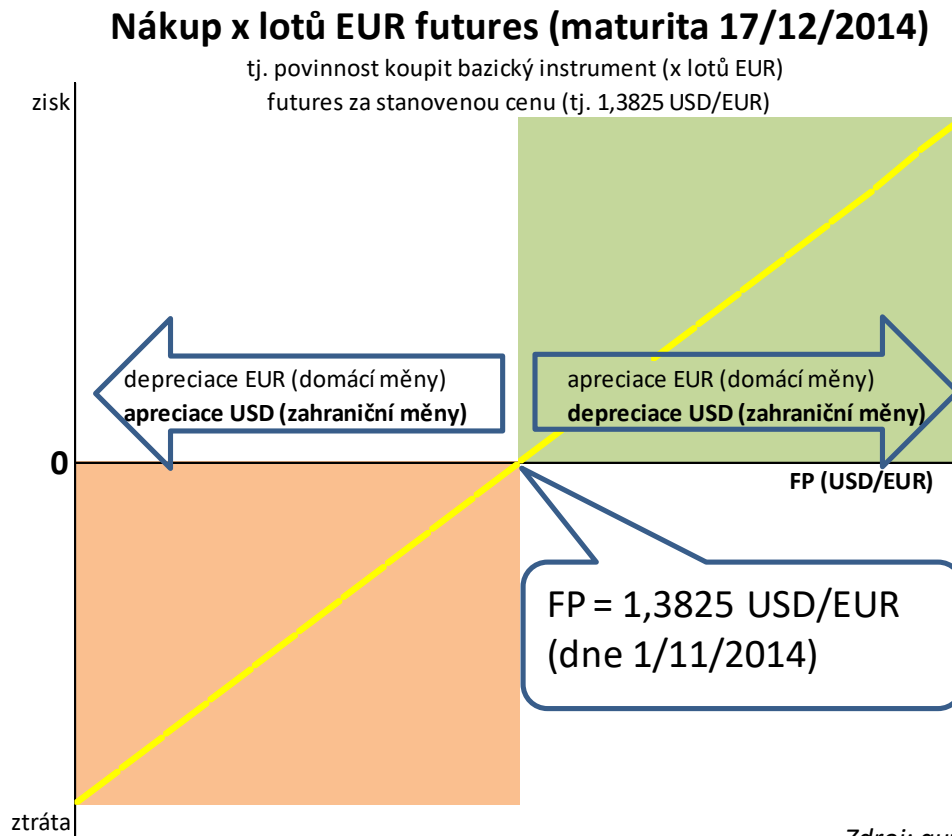 Nákup x lotů EUR futures (maturita 17/12/2014)
tj. povinnost koupit bazický instrument (x lotů EUR)
futures za stanovenou cenu (tj. 1,3825 USD/EUR)
zisk
depreciace EUR (domácí měny)
apreciace USD (zahraniční měny)
apreciace EUR (domácí měny)
depreciace USD (zahraniční měny)
0
FP (USD/EUR)
FP = 1,3825 USD/EUR
(dne 1/11/2014)
ztráta